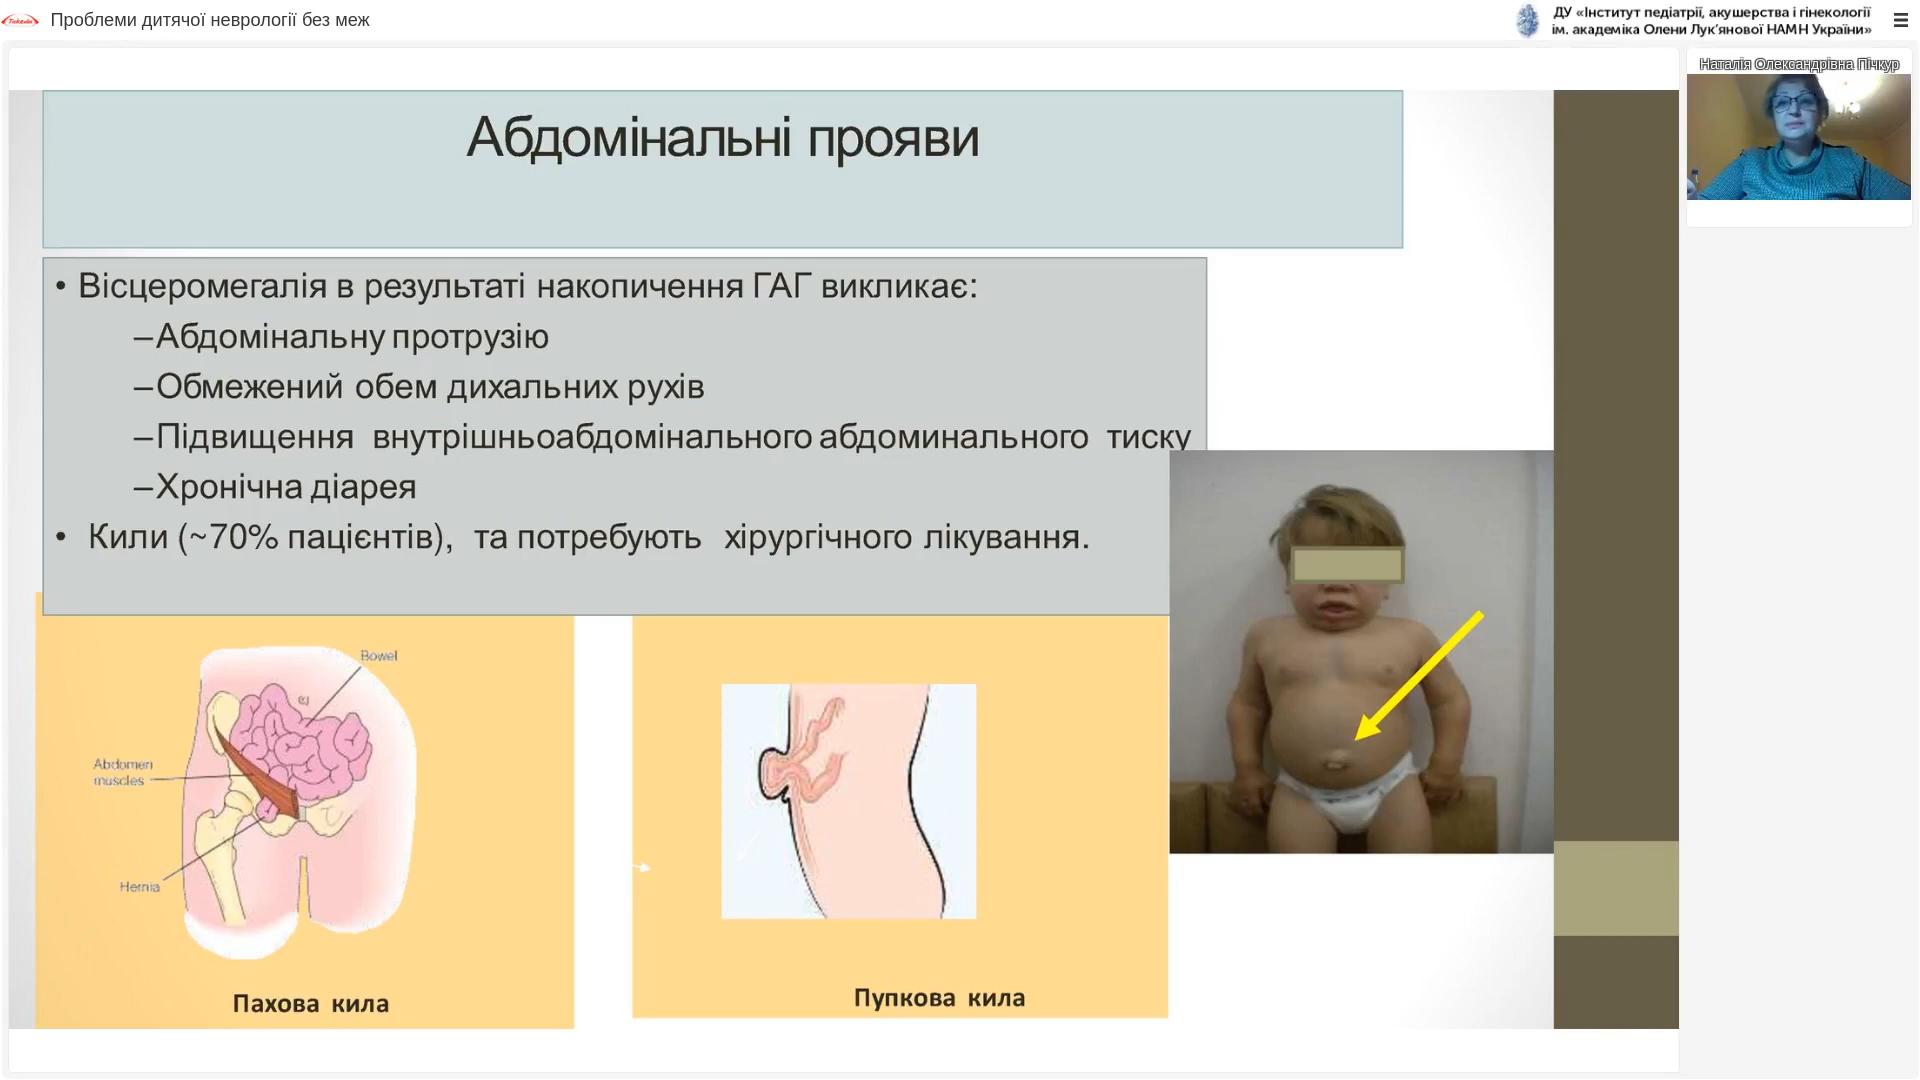 Takeda Проблеми дитячої неврології без меж
ДУ «Інститут педіатрії, акушерства і гінекології
ім. академіка Олени Лук’янової НАМН України»
Наталія Олександрівна Пічкур
Абдомінальні прояви
• Вісцеромегалія в результаті накопичення ГАГ викликає:
–Абдомінальну протрузію
–Обмежений обем дихальних рухів
–Підвищення внутрішньоабдомінального абдоминального тиску
–Хронічна діарея
• Кили (~70% пацієнтів), та потребують хірургічного лікування.
Bowel
Abdomen
muscles
Hernia
Пахова кила
Пупкова кила